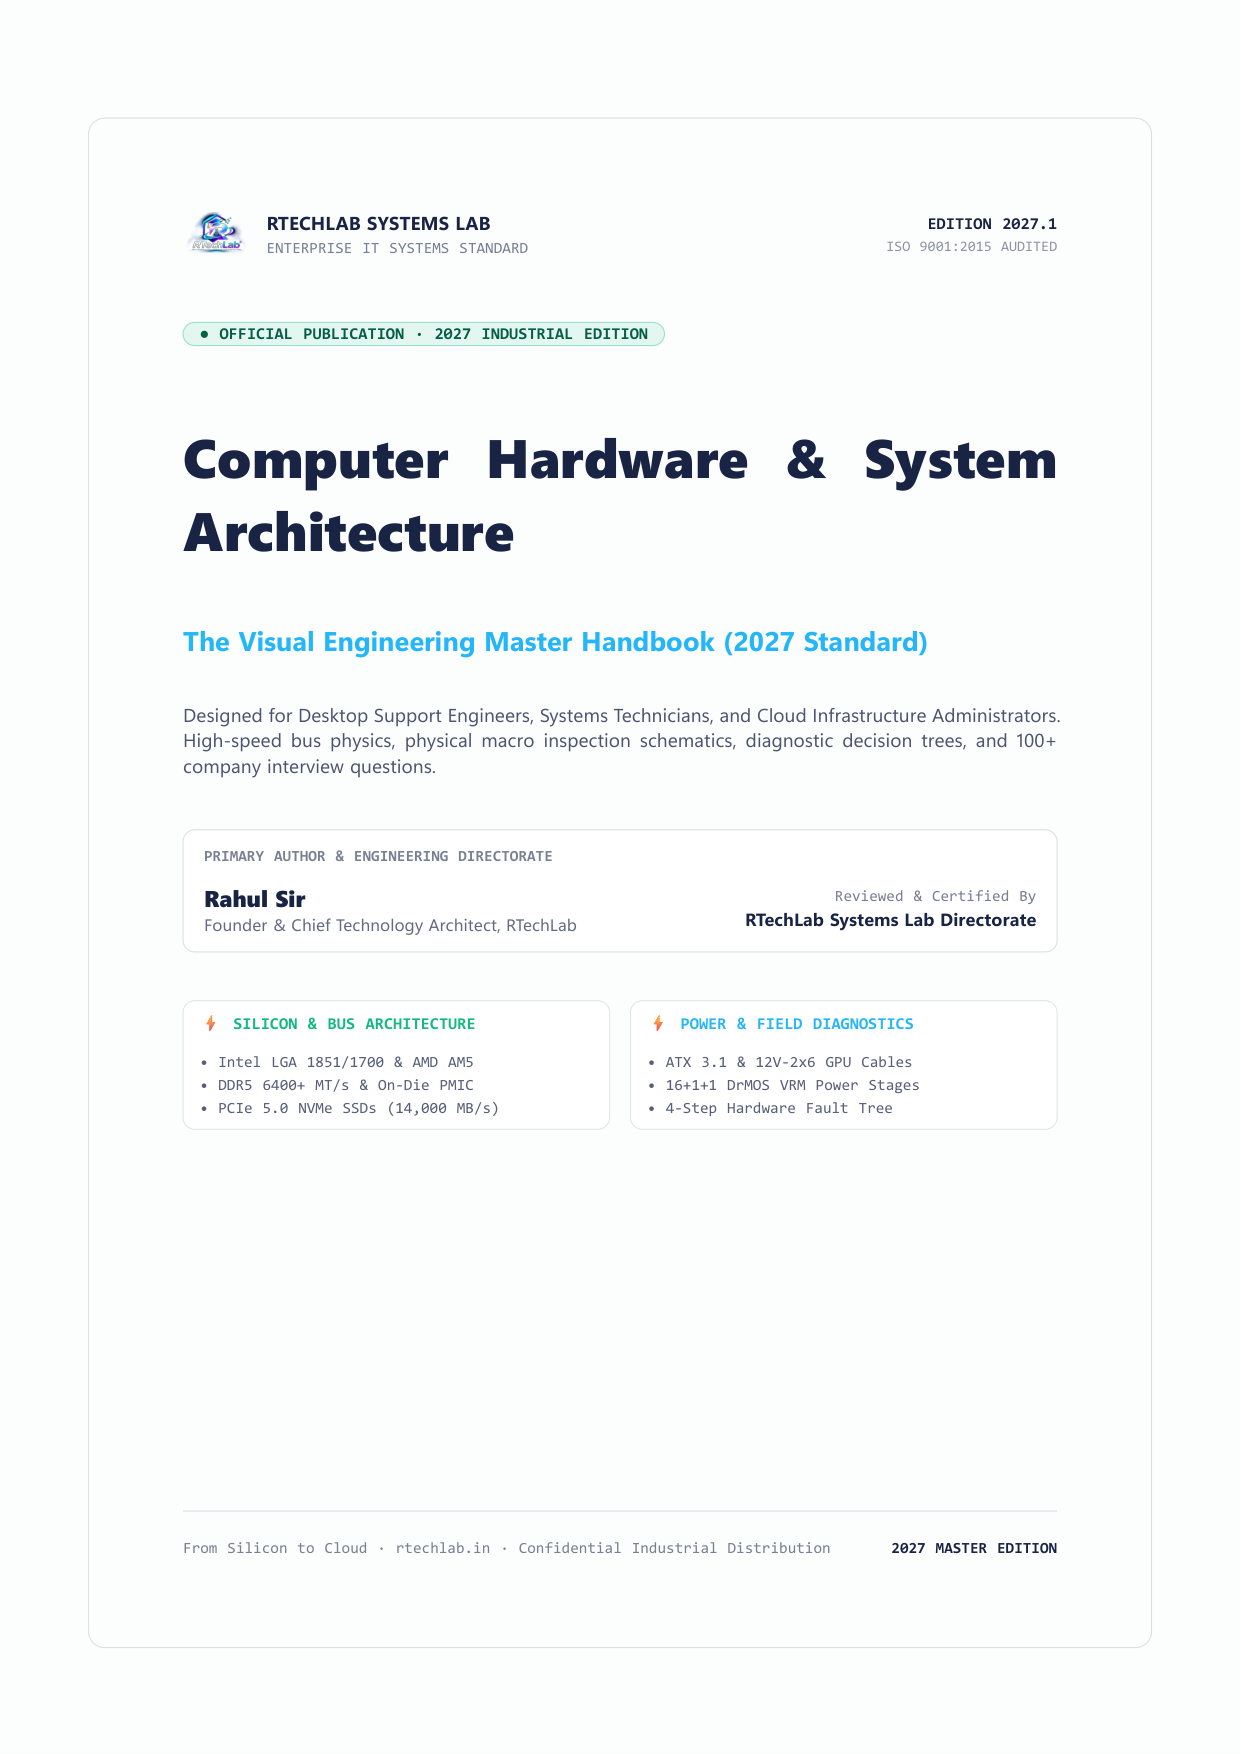 RTechLab
RTECHLAB SYSTEMS LAB
ENTERPRISE IT SYSTEMS STANDARD
EDITION 2027.1
ISO 9001:2015 AUDITED
● OFFICIAL PUBLICATION · 2027 INDUSTRIAL EDITION
Computer Hardware & System
Architecture
The Visual Engineering Master Handbook (2027 Standard)
Designed for Desktop Support Engineers, Systems Technicians, and Cloud Infrastructure Administrators.
High-speed bus physics, physical macro inspection schematics, diagnostic decision trees, and 100+
company interview questions.
PRIMARY AUTHOR & ENGINEERING DIRECTORATE
Rahul Sir
Founder & Chief Technology Architect, RTechLab
Reviewed & Certified By
RTechLab Systems Lab Directorate
SILICON & BUS ARCHITECTURE
• Intel LGA 1851/1700 & AMD AM5
• DDR5 6400+ MT/s & On-Die PMIC
• PCIe 5.0 NVMe SSDs (14,000 MB/s)
POWER & FIELD DIAGNOSTICS
• ATX 3.1 & 12V-2x6 GPU Cables
• 16+1+1 DrMOS VRM Power Stages
• 4-Step Hardware Fault Tree
From Silicon to Cloud · rtechlab.in · Confidential Industrial Distribution
2027 MASTER EDITION